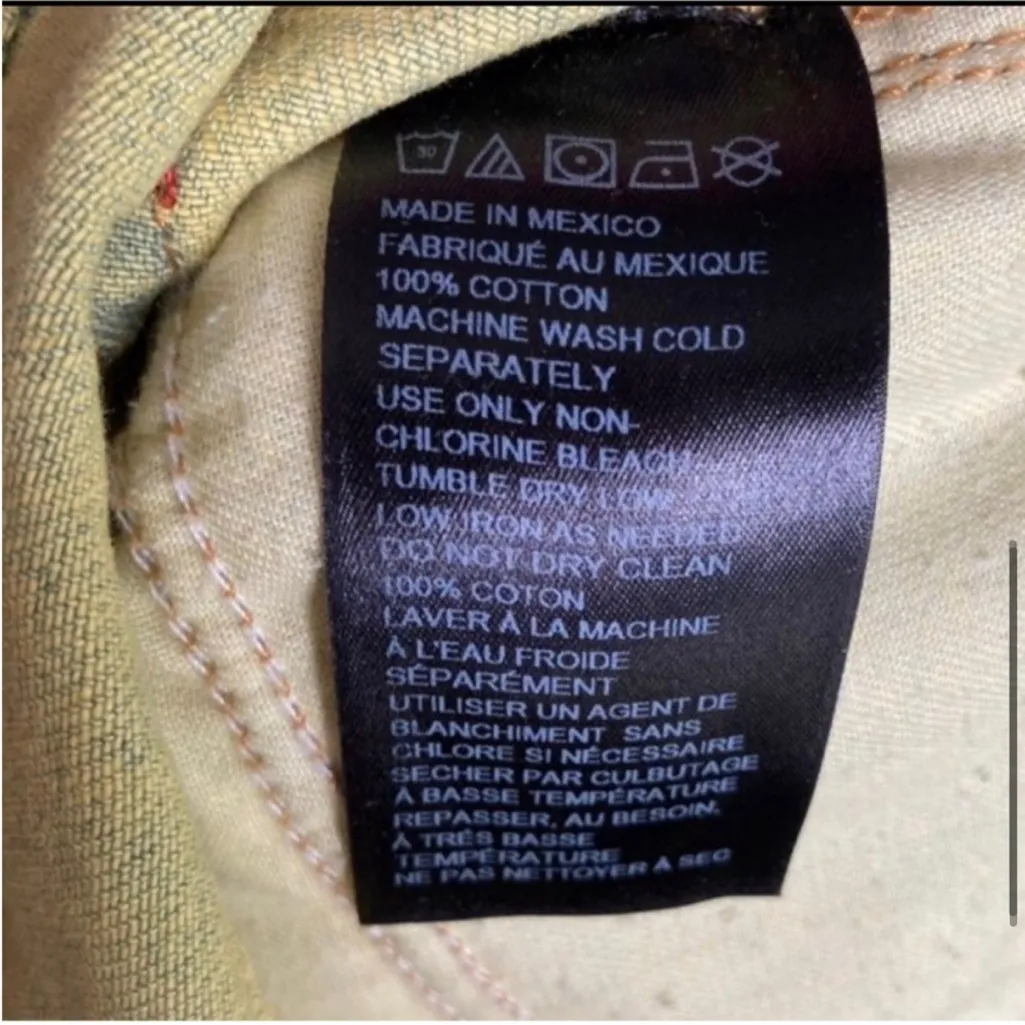 30
MADE IN MEXICO
FABRIQUÉ AU MEXIQUE
100% COTTON
MACHINE WASH COLD
SEPARATELY
USE ONLY NON-
CHLORINE BLEACH
TUMBLE DRY LOW
LOW IRON AS NEEDED
DO NOT DRY CLEAN
100% COTON
LAVER À LA MACHINE
À L'EAU FROIDE
SÉPARÉMENT
UTILISER UN AGENT DE
BLANCHIMENT SANS
CHLORE SI NÉCESSAIRE
SÉCHER PAR CULBUTAGE
À BASSE TEMPÉRATURE
REPASSER, AU BESOIN,
À TRÉS BASSE
TEMPÉRATURE
NE PAS NETTOYER À SEC